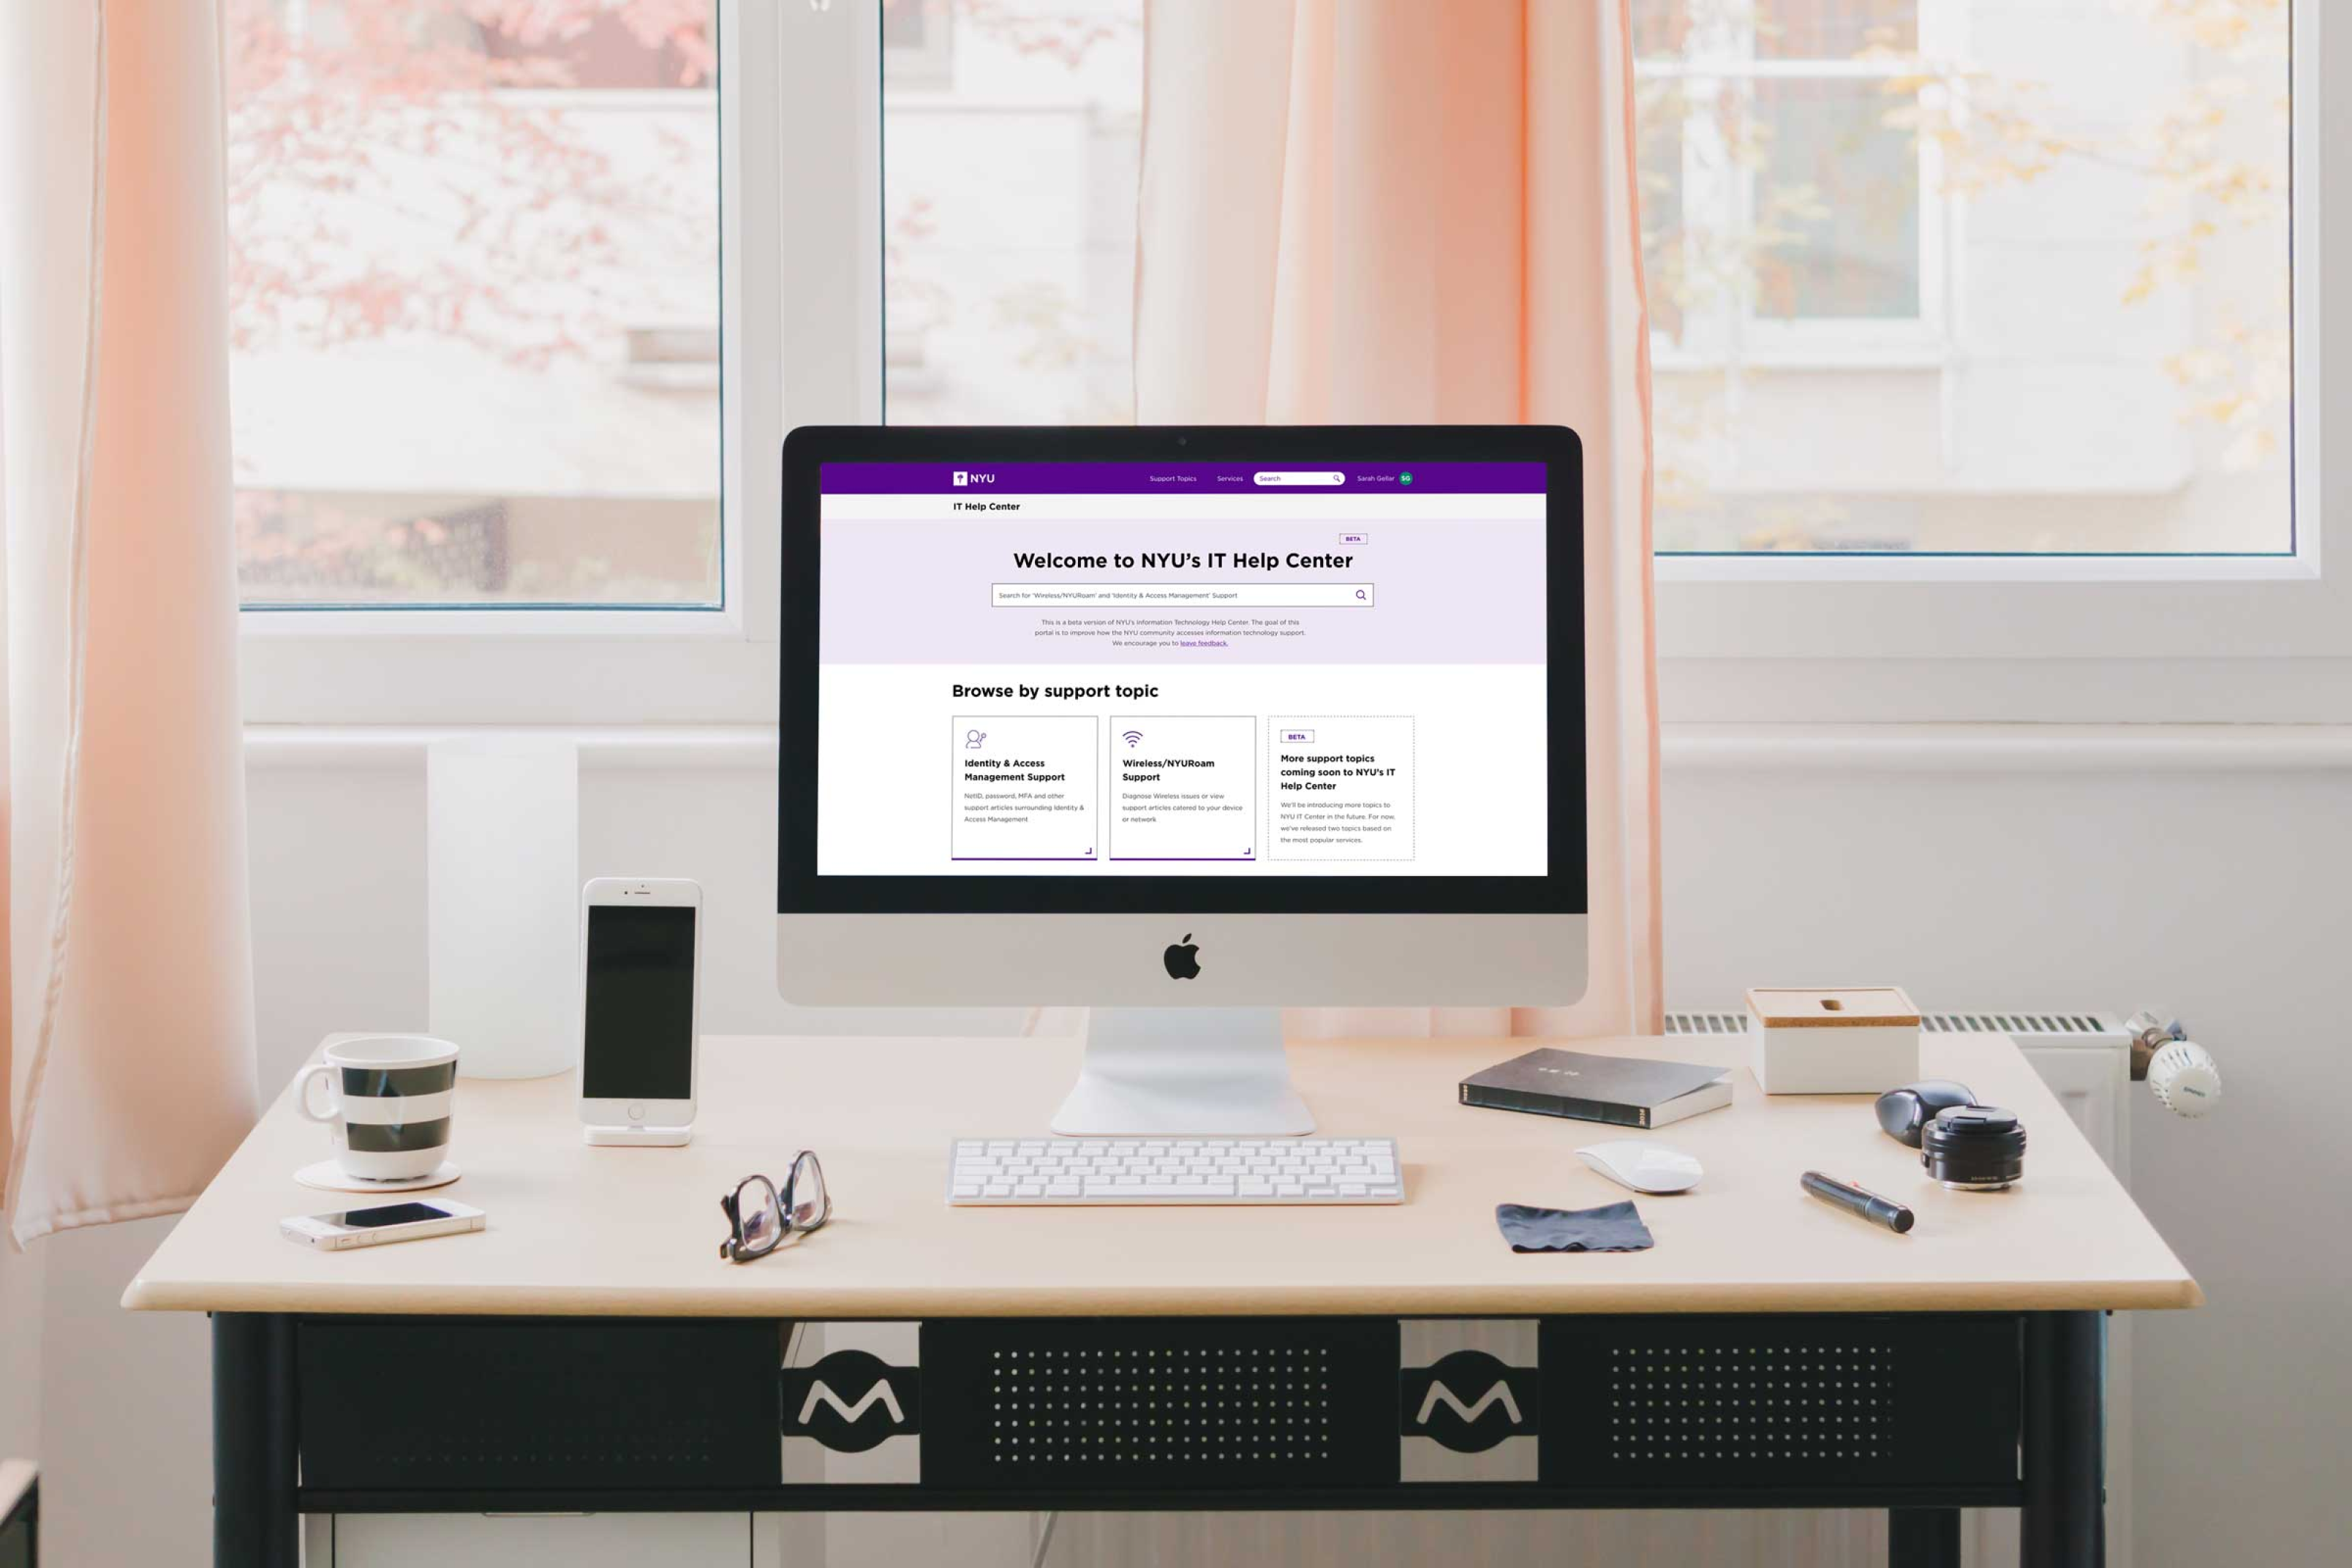 NYU
Support Topics Services Search Sarah Gellar SG
IT Help Center
BETA
Welcome to NYU's IT Help Center
Search for 'Wireless/NYURoam' and 'Identity & Access Management' Support
This is a beta version of NYU's Information Technology Help Center. The goal of this
portal is to improve how the NYU community accesses information technology support.
We encourage you to leave feedback.
Browse by support topic
Identity & Access
Management Support
NetID, password, MFA and other
support articles surrounding Identity &
Access Management
Wireless/NYURoam
Support
Diagnose Wireless issues or view
support articles catered to your device
or network
BETA
More support topics
coming soon to NYU's IT
Help Center
We'll be introducing more topics to
NYU IT Center in the future. For now,
we've released two topics based on
the most popular services.